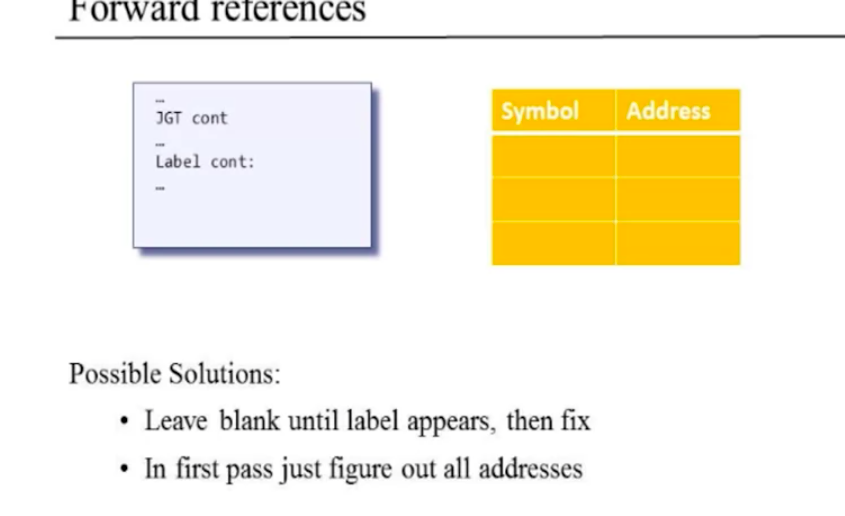 Forward references
…
JGT cont
…
Label cont:
…
Symbol Address
Possible Solutions:
• Leave blank until label appears, then fix
• In first pass just figure out all addresses